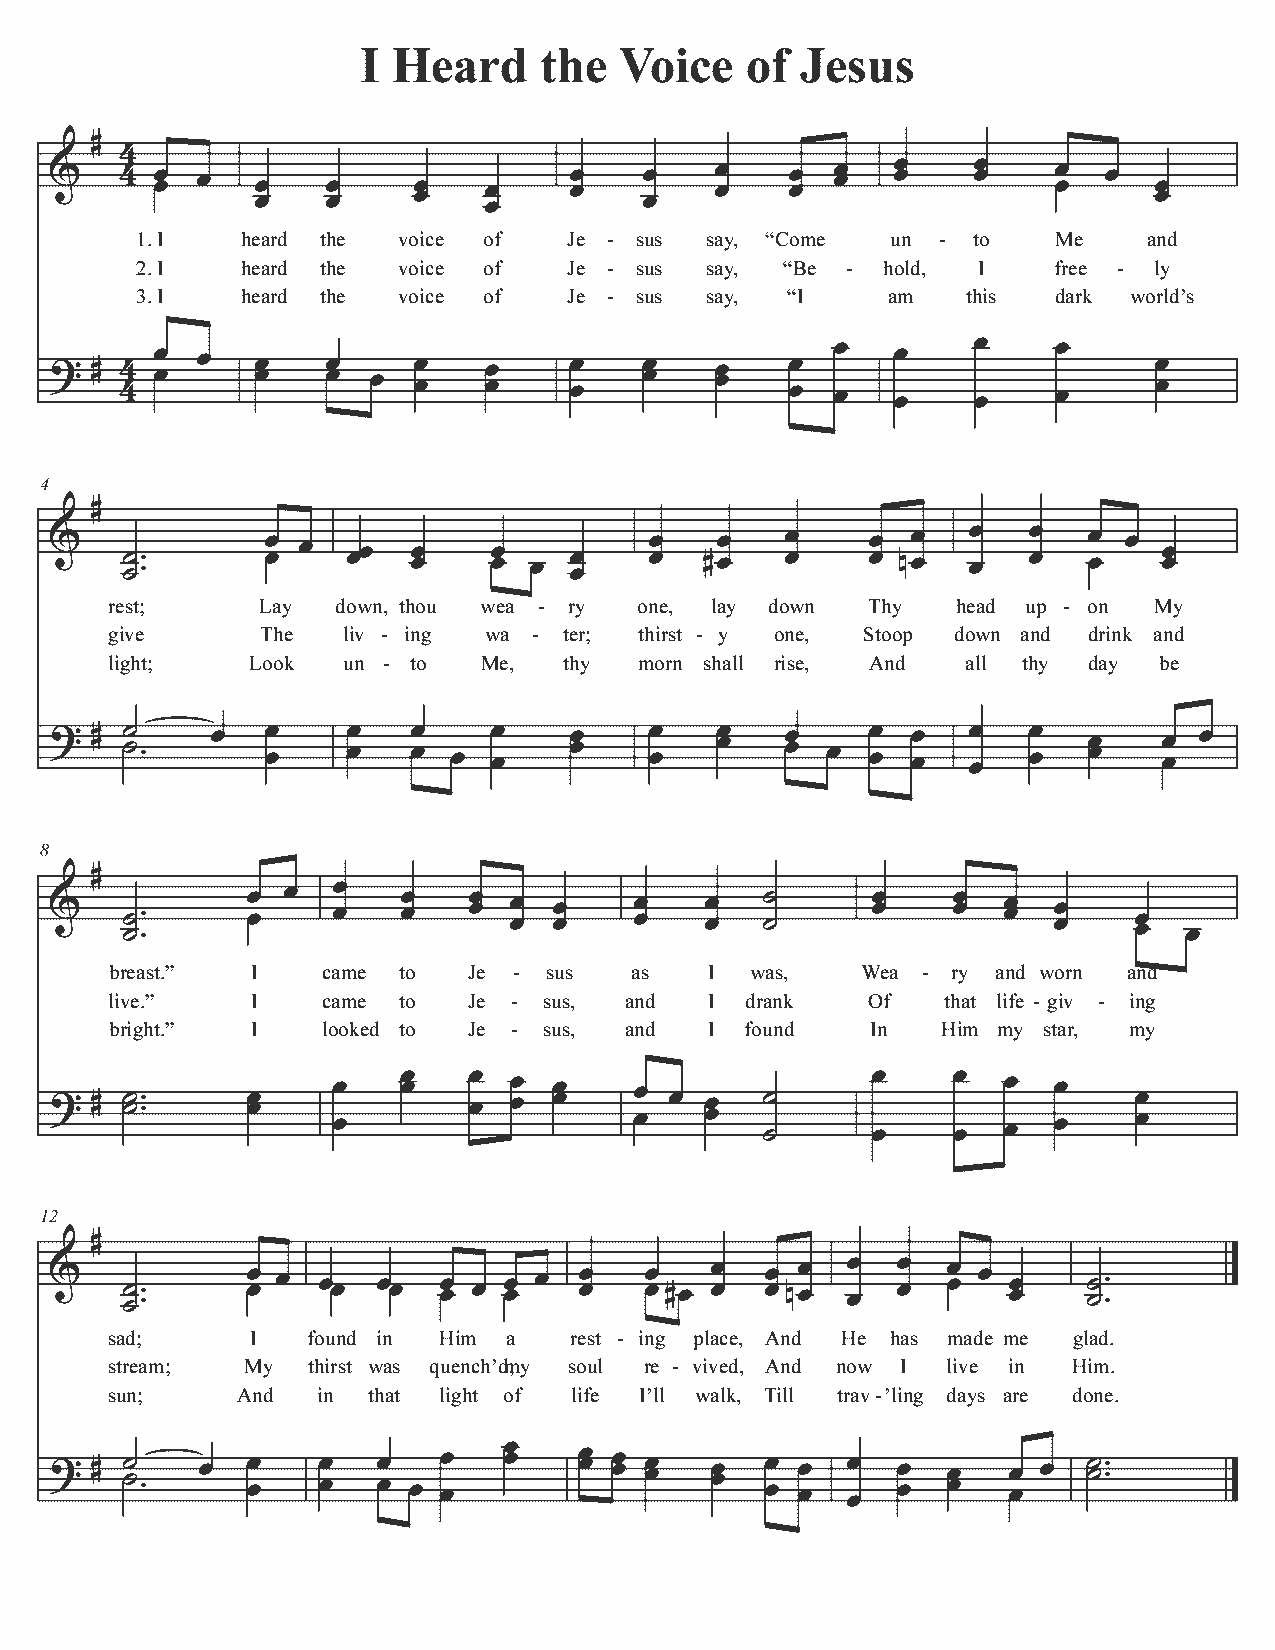 I Heard the Voice of Jesus
1. I heard the voice of Je - sus say, “Come un - to Me and
2. I heard the voice of Je - sus say, “Be - hold, I free - ly
3. I heard the voice of Je - sus say, “I am this dark world’s
4
rest; Lay down, thou wea - ry one, lay down Thy head up - on My
give The liv - ing wa - ter; thirst - y one, Stoop down and drink and
light; Look un - to Me, thy morn shall rise, And all thy day be
8
breast.” I came to Je - sus as I was, Wea - ry and worn and
live.” I came to Je - sus, and I drank Of that life - giv - ing
bright.” I looked to Je - sus, and I found In Him my star, my
12
sad; I found in Him a rest - ing place, And He has made me glad.
stream; My thirst was quench’d, my soul re - vived, And now I live in Him.
sun; And in that light of life I’ll walk, Till trav -’ling days are done.